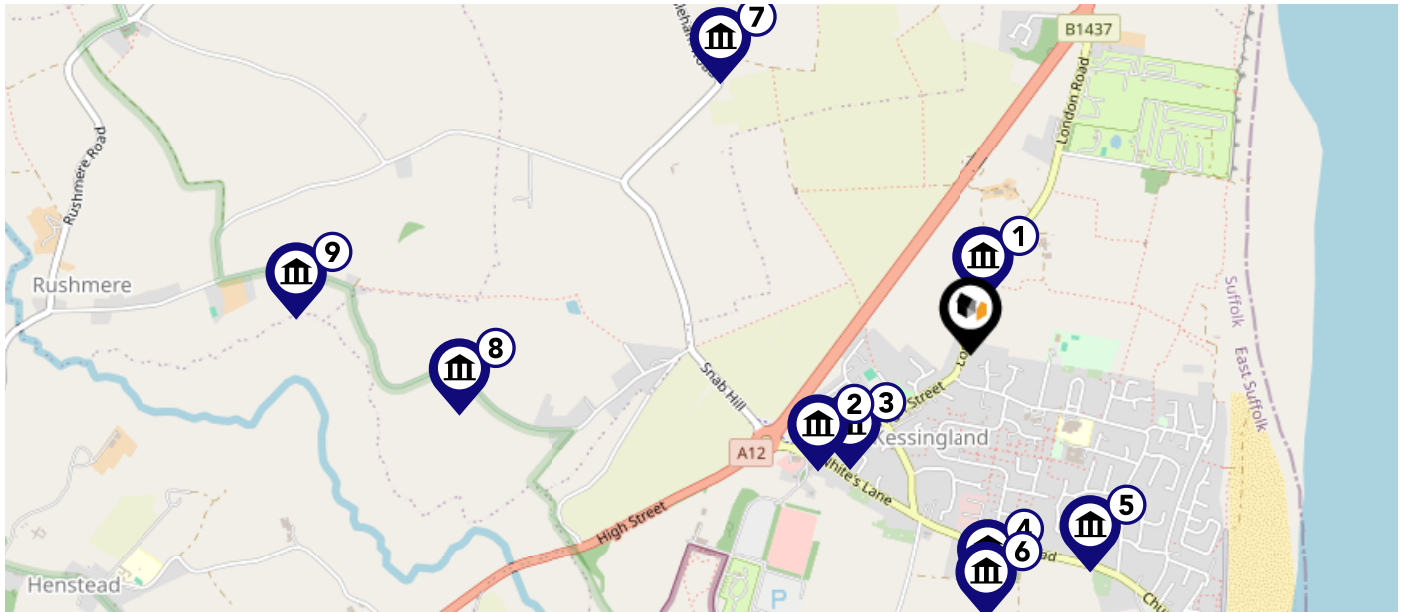 7
B1437
London Road
Rushmere Road
1
9
Suffolk
Rushmere
8
East Suffolk
Snab Hill
2
3
Street
Kessingland
A12
White's Lane
5
High Street
4
6
Henstead
P